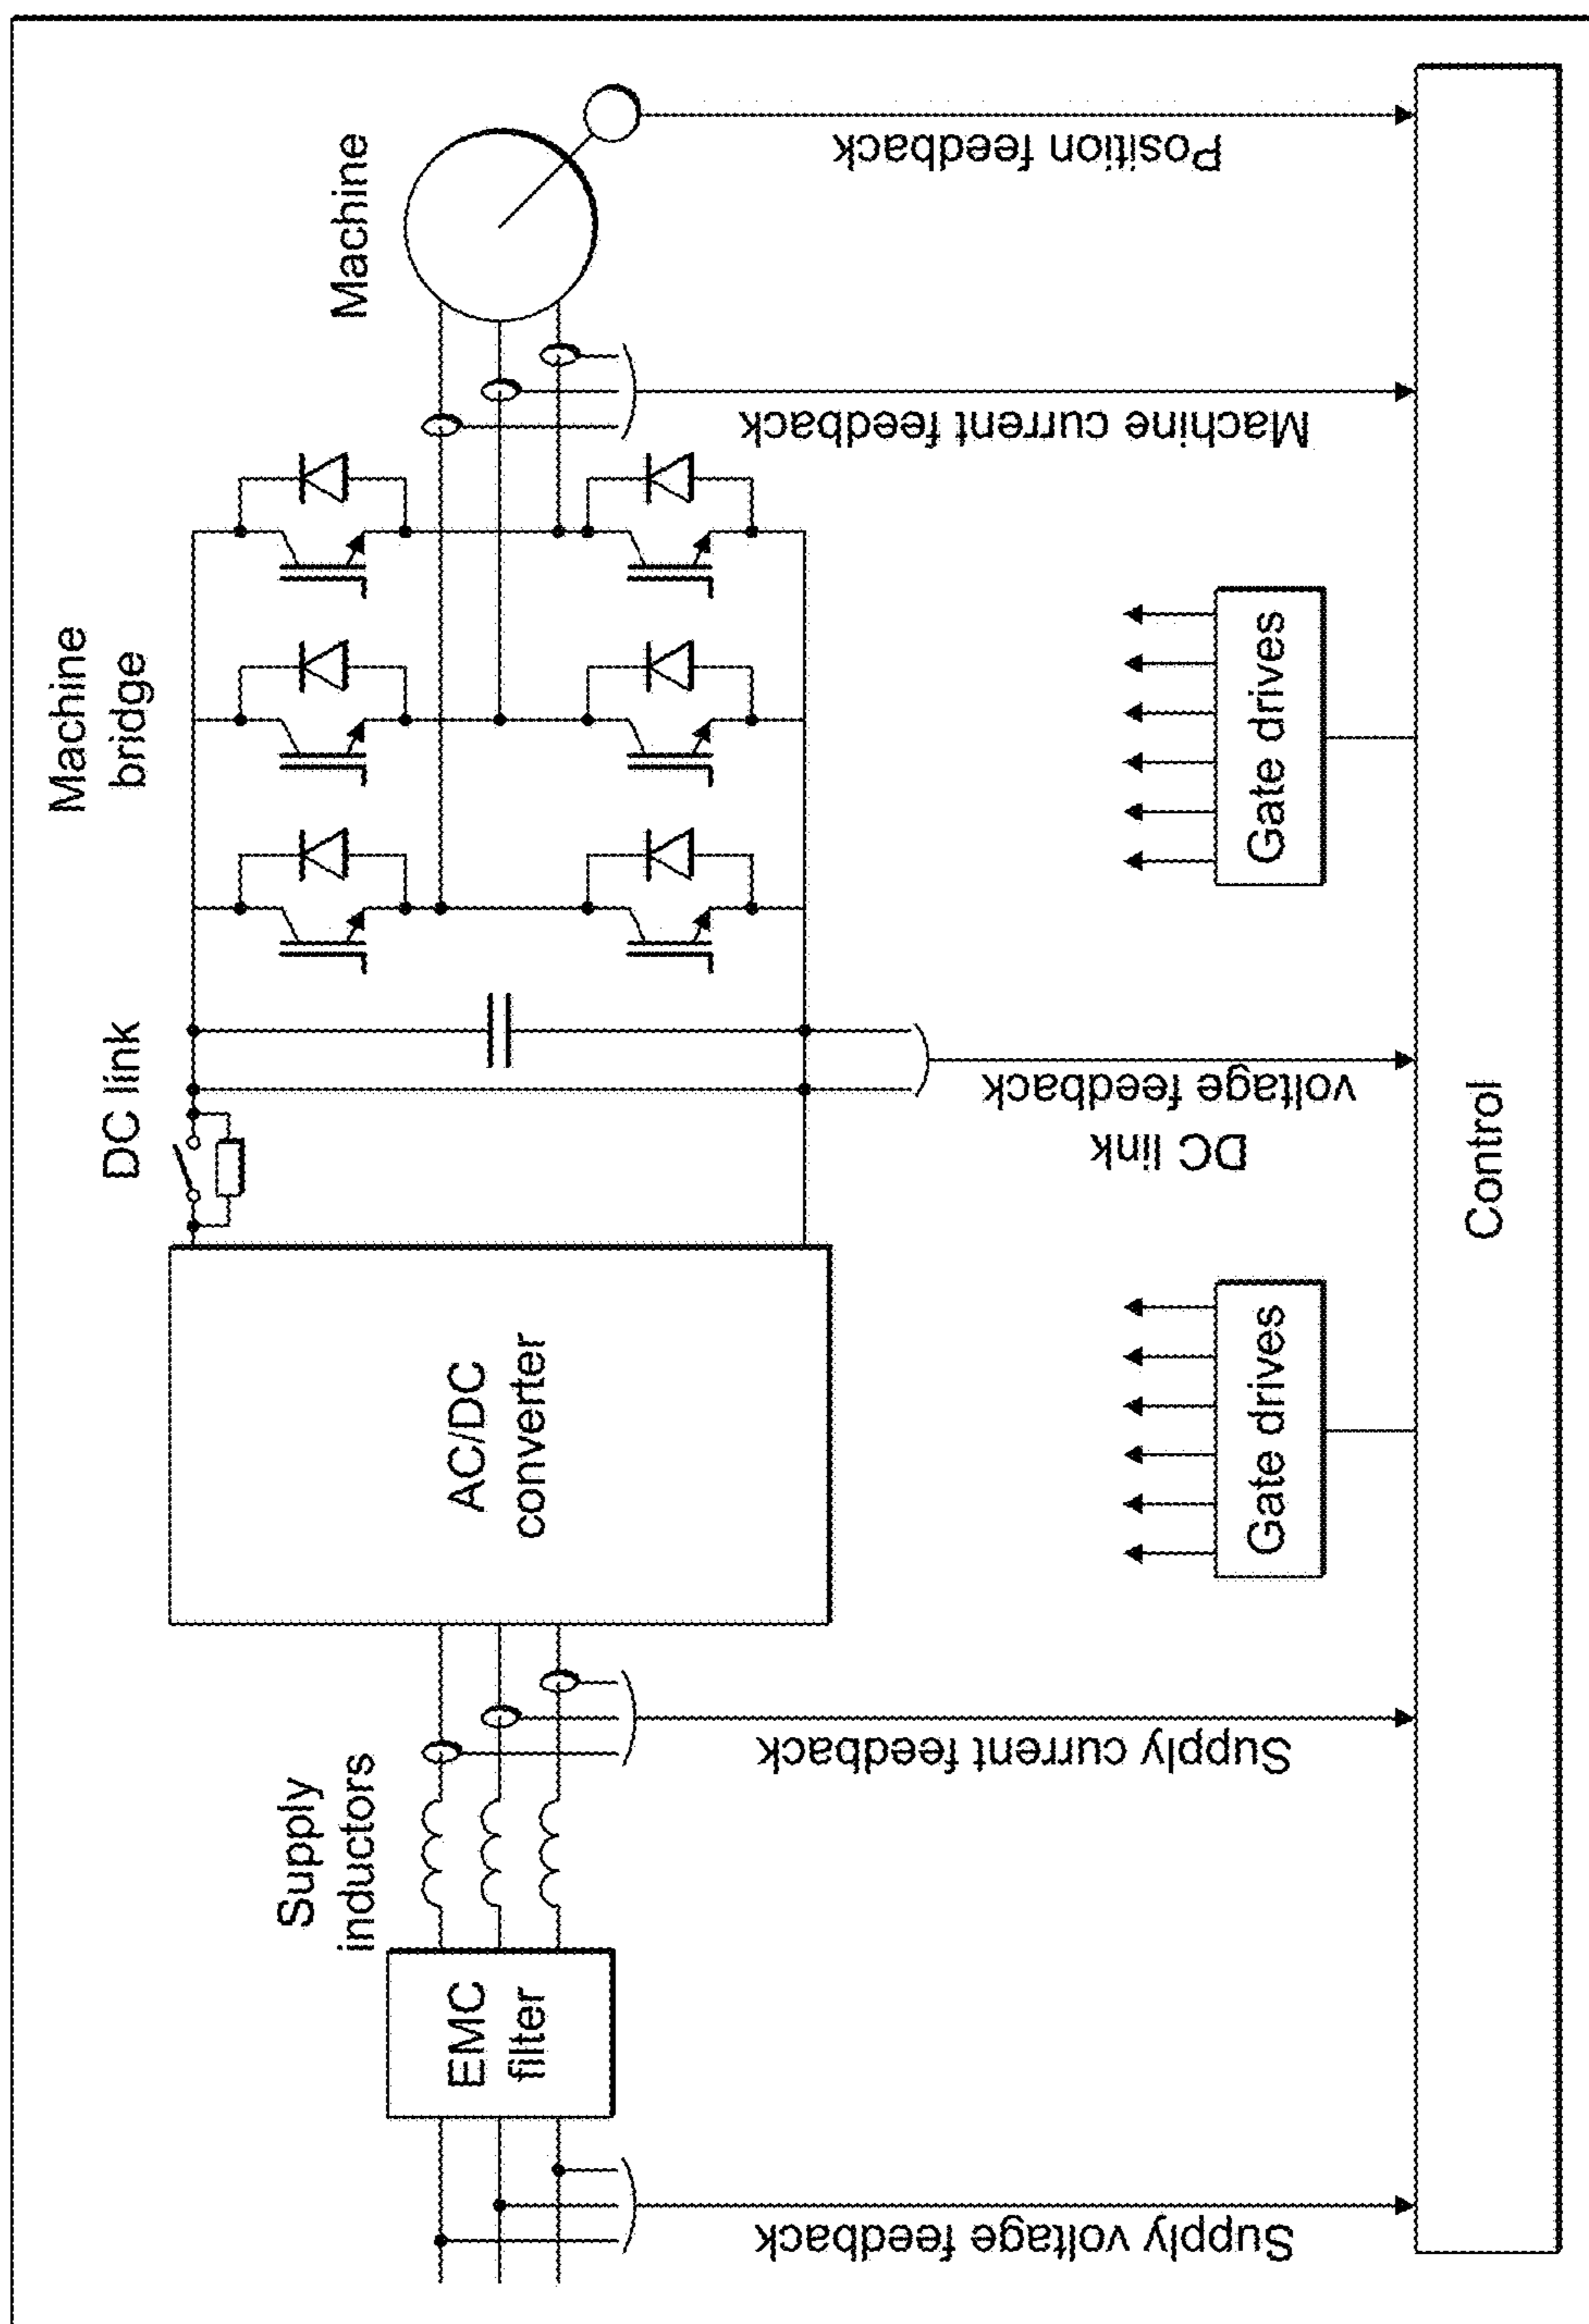 Machine
bridge
DC link
Machine
Supply
inductors
EMC
filter
AC/DC
converter
Supply voltage feedback
Supply current feedback
DC link
voltage feedback
Machine current feedback
Position feedback
Gate drives
Gate drives
Control